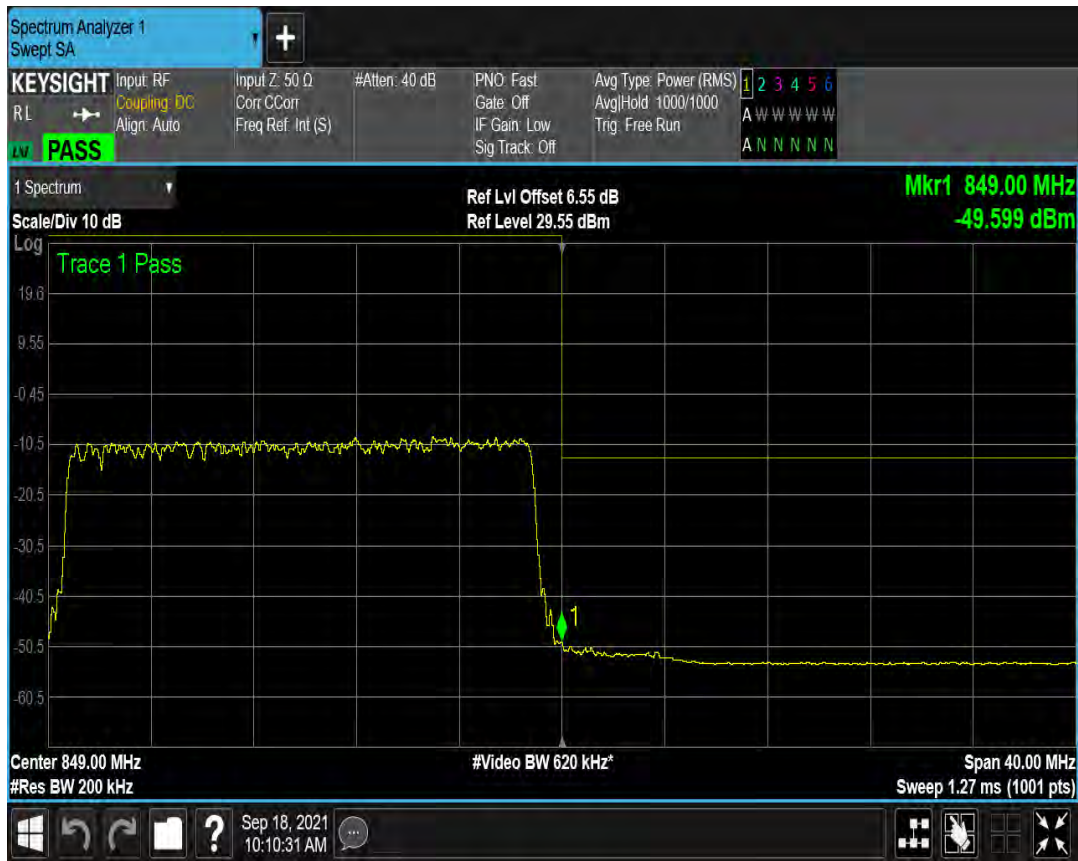 Spectrum Analyzer 1
Swept SA
+
KEYSIGHT
RL
PASS
Input: RF
Coupling: DC
Align: Auto
Input Z: 50 Ω
Corr CCorr
Freq Ref: Int (S)
#Atten: 40 dB
PNO: Fast
Gate: Off
IF Gain: Low
Sig Track: Off
Avg Type: Power (RMS)
Avg|Hold: 1000/1000
Trig: Free Run
1 2 3 4 5 6
A W W W W W
A N N N N N
1 Spectrum
Scale/Div 10 dB
Ref Lvl Offset 6.55 dB
Ref Level 29.55 dBm
Mkr1 849.00 MHz
-49.599 dBm
Log
Trace 1 Pass
19.6
9.55
-0.45
-10.5
-20.5
-30.5
-40.5
-50.5
-60.5
1
Center 849.00 MHz
#Res BW 200 kHz
#Video BW 620 kHz*
Span 40.00 MHz
Sweep 1.27 ms (1001 pts)
?
Sep 18, 2021
10:10:31 AM